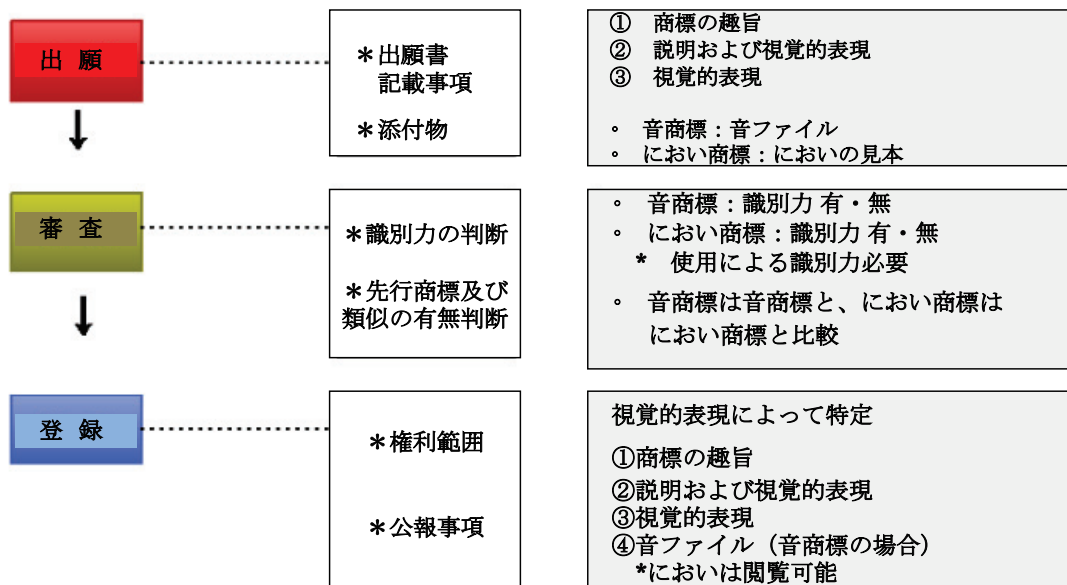 出 願
＊出願書
記載事項
＊添付物
① 商標の趣旨
② 説明および視覚的表現
③ 視覚的表現
◦ 音商標：音ファイル
◦ におい商標：においの見本
審 査
＊識別力の判断
＊先行商標及び
類似の有無判断
◦ 音商標：識別力 有・無
◦ におい商標：識別力 有・無
* 使用による識別力必要
◦ 音商標は音商標と、におい商標は
におい商標と比較
登 録
＊権利範囲
＊公報事項
視覚的表現によって特定
①商標の趣旨
②説明および視覚的表現
③視覚的表現
④音ファイル（音商標の場合）
*においは閲覧可能